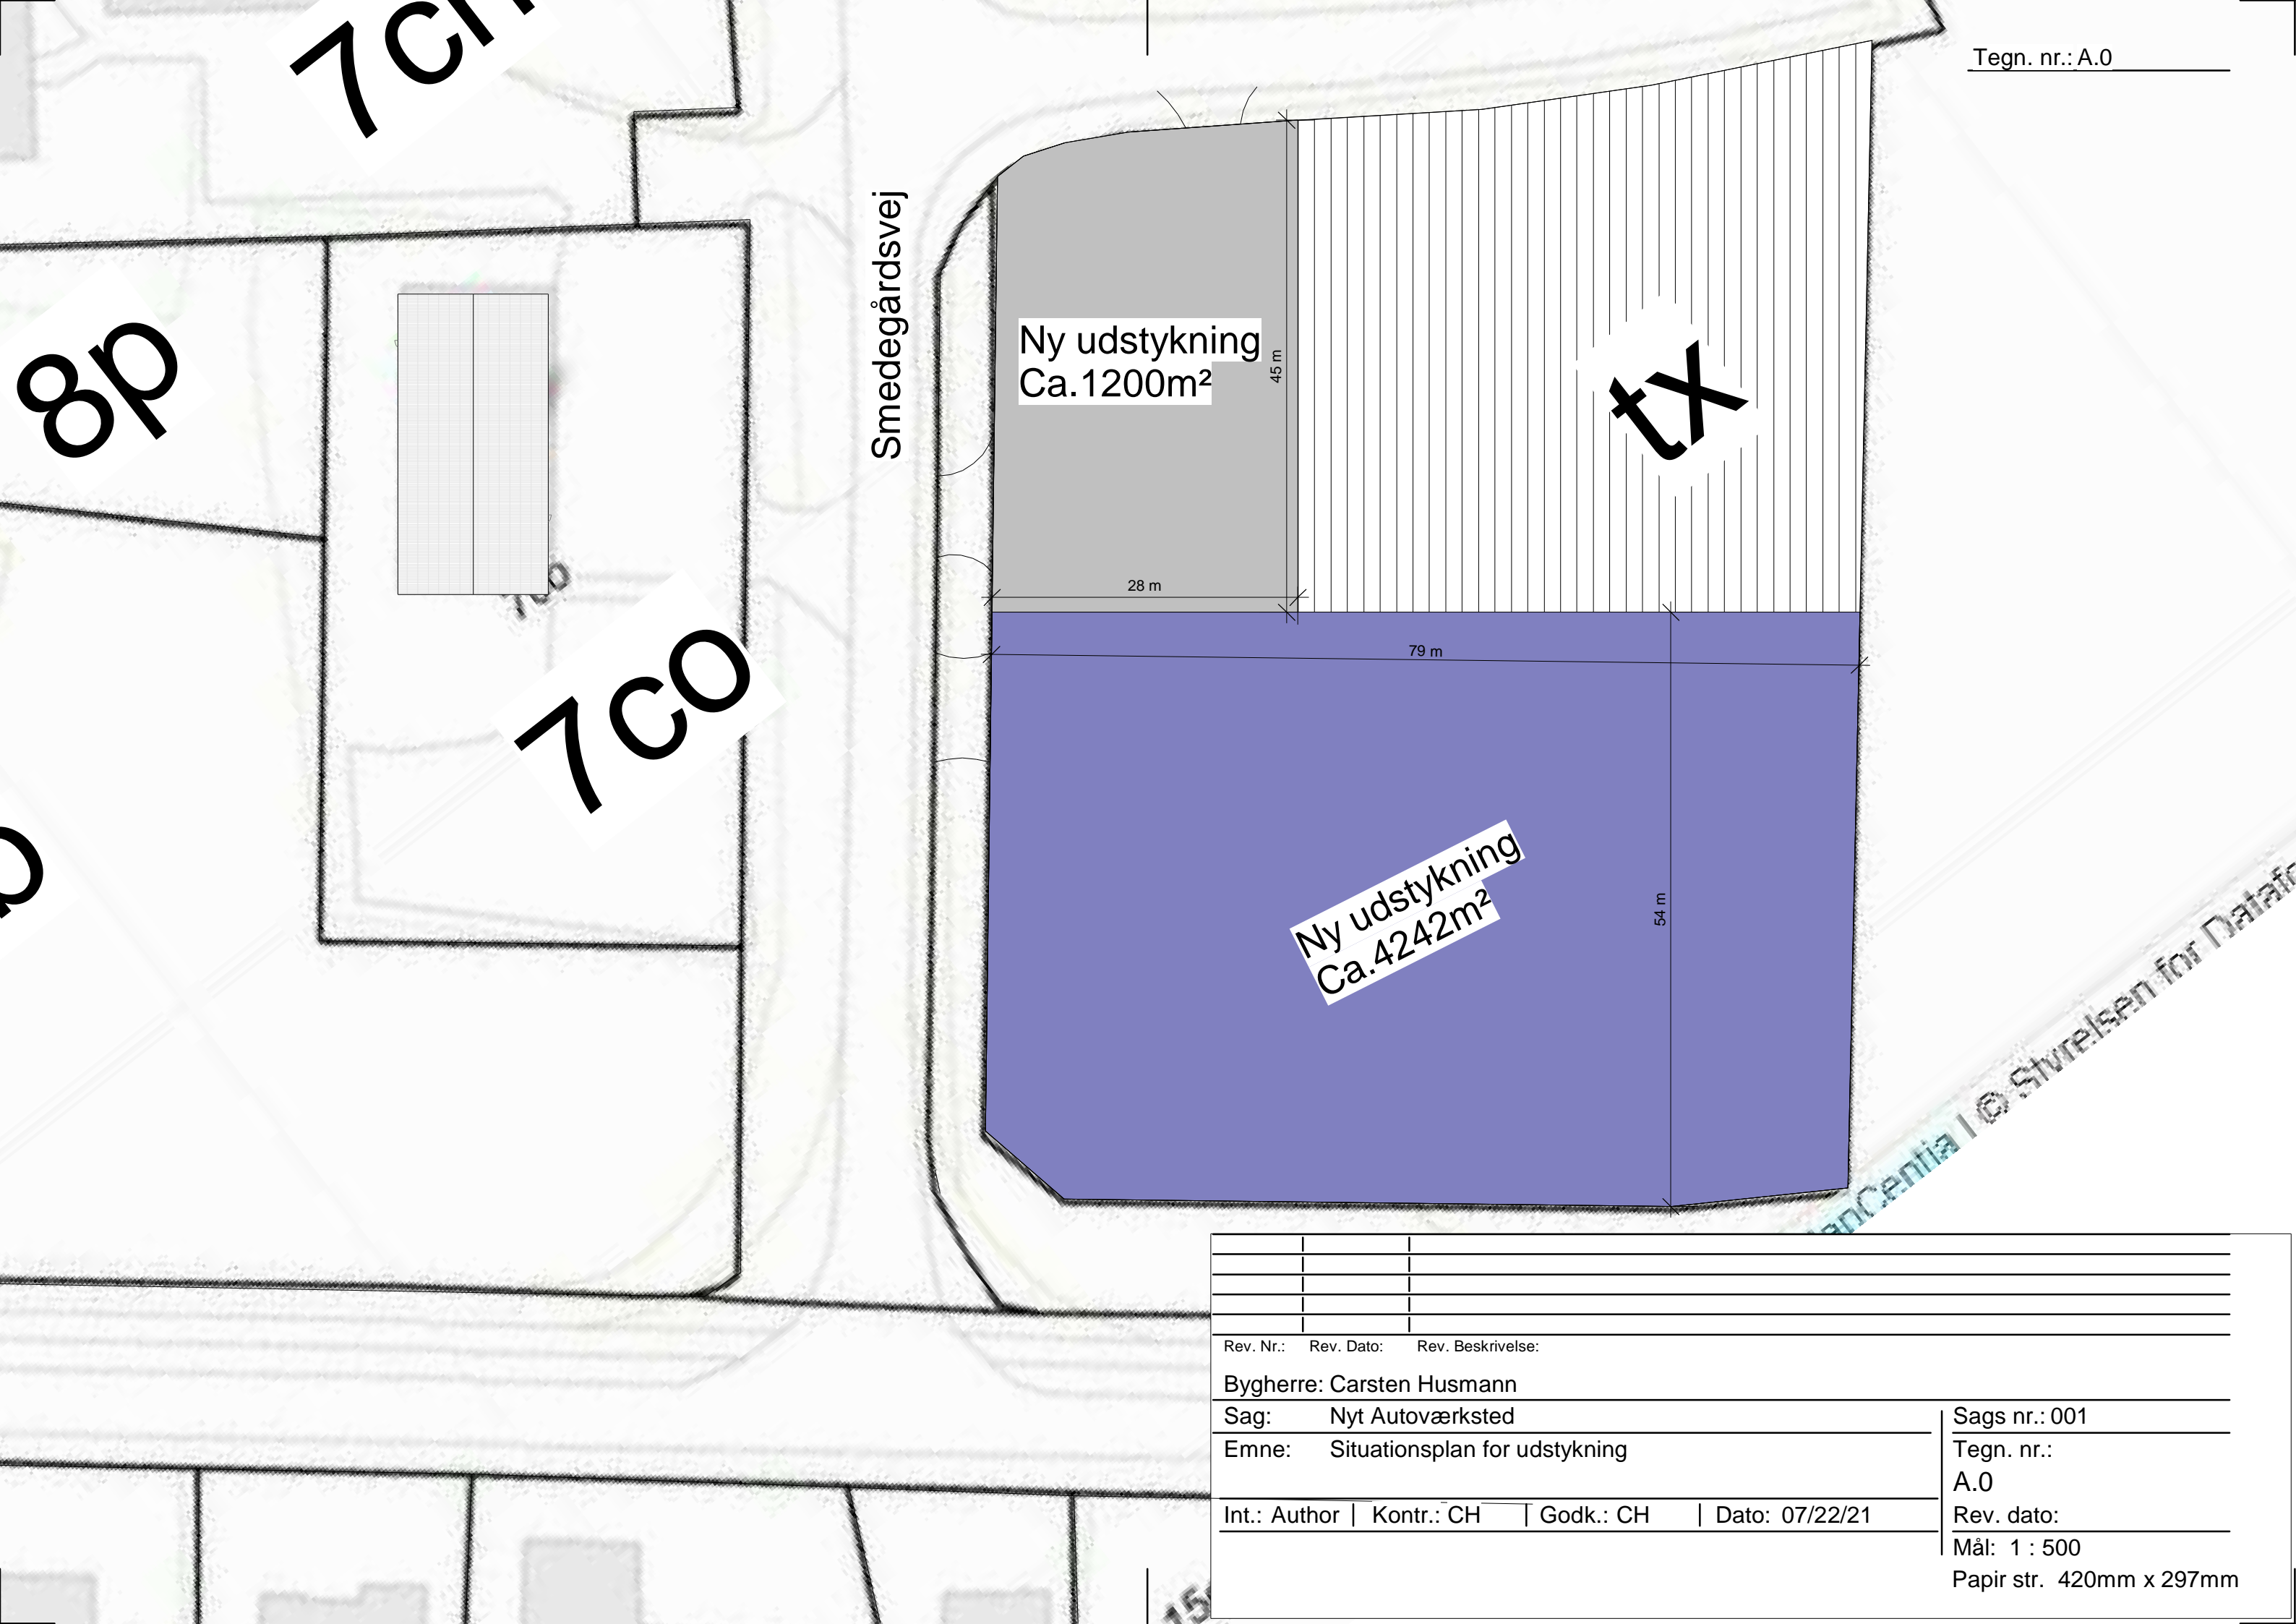 7ch
Tegn. nr.: A.0
8p
Smedegårdsvej
Ny udstykning
Ca.1200m²
45 m
tx
28 m
79 m
7co
Ny udstykning
Ca.4242m²
54 m
© Styrelsen for Datafo
Rev. Nr.: Rev. Dato: Rev. Beskrivelse:
Bygherre: Carsten Husmann
Sag: Nyt Autoværksted
Emne: Situationsplan for udstykning
Int.: Author | Kontr.: CH | Godk.: CH | Dato: 07/22/21
Sags nr.: 001
Tegn. nr.:
A.0
Rev. dato:
Mål: 1 : 500
Papir str. 420mm x 297mm